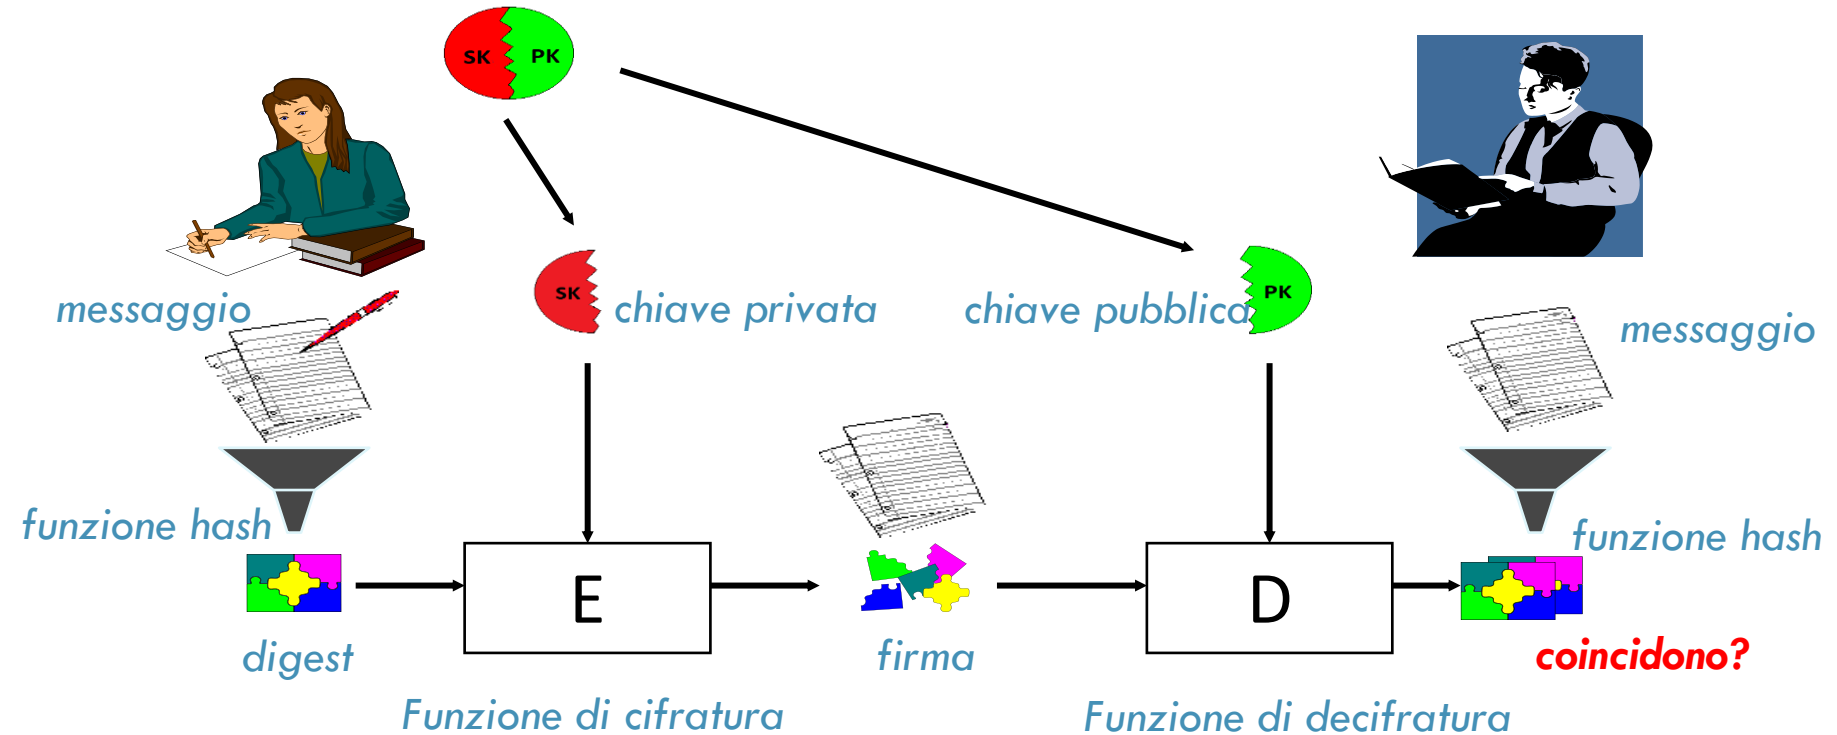 SK PK
messaggio
SK
chiave privata
chiave pubblica
PK
messaggio
funzione hash
funzione hash
E
D
digest
firma
coincidono?
Funzione di cifratura
Funzione di decifratura